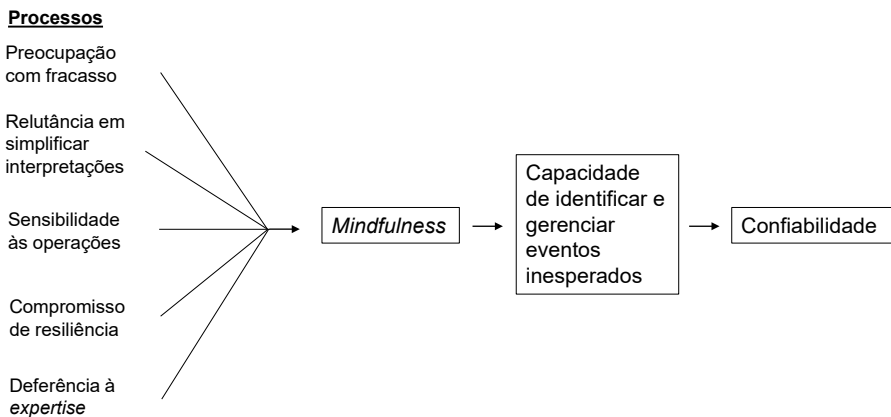 Processos
Preocupação
com fracasso
Relutância em
simplificar
interpretações
Sensibilidade
às operações
Compromisso
de resiliência
Deferência à
expertise
Mindfulness
Capacidade
de identificar e
gerenciar
eventos
inesperados
Confiabilidade